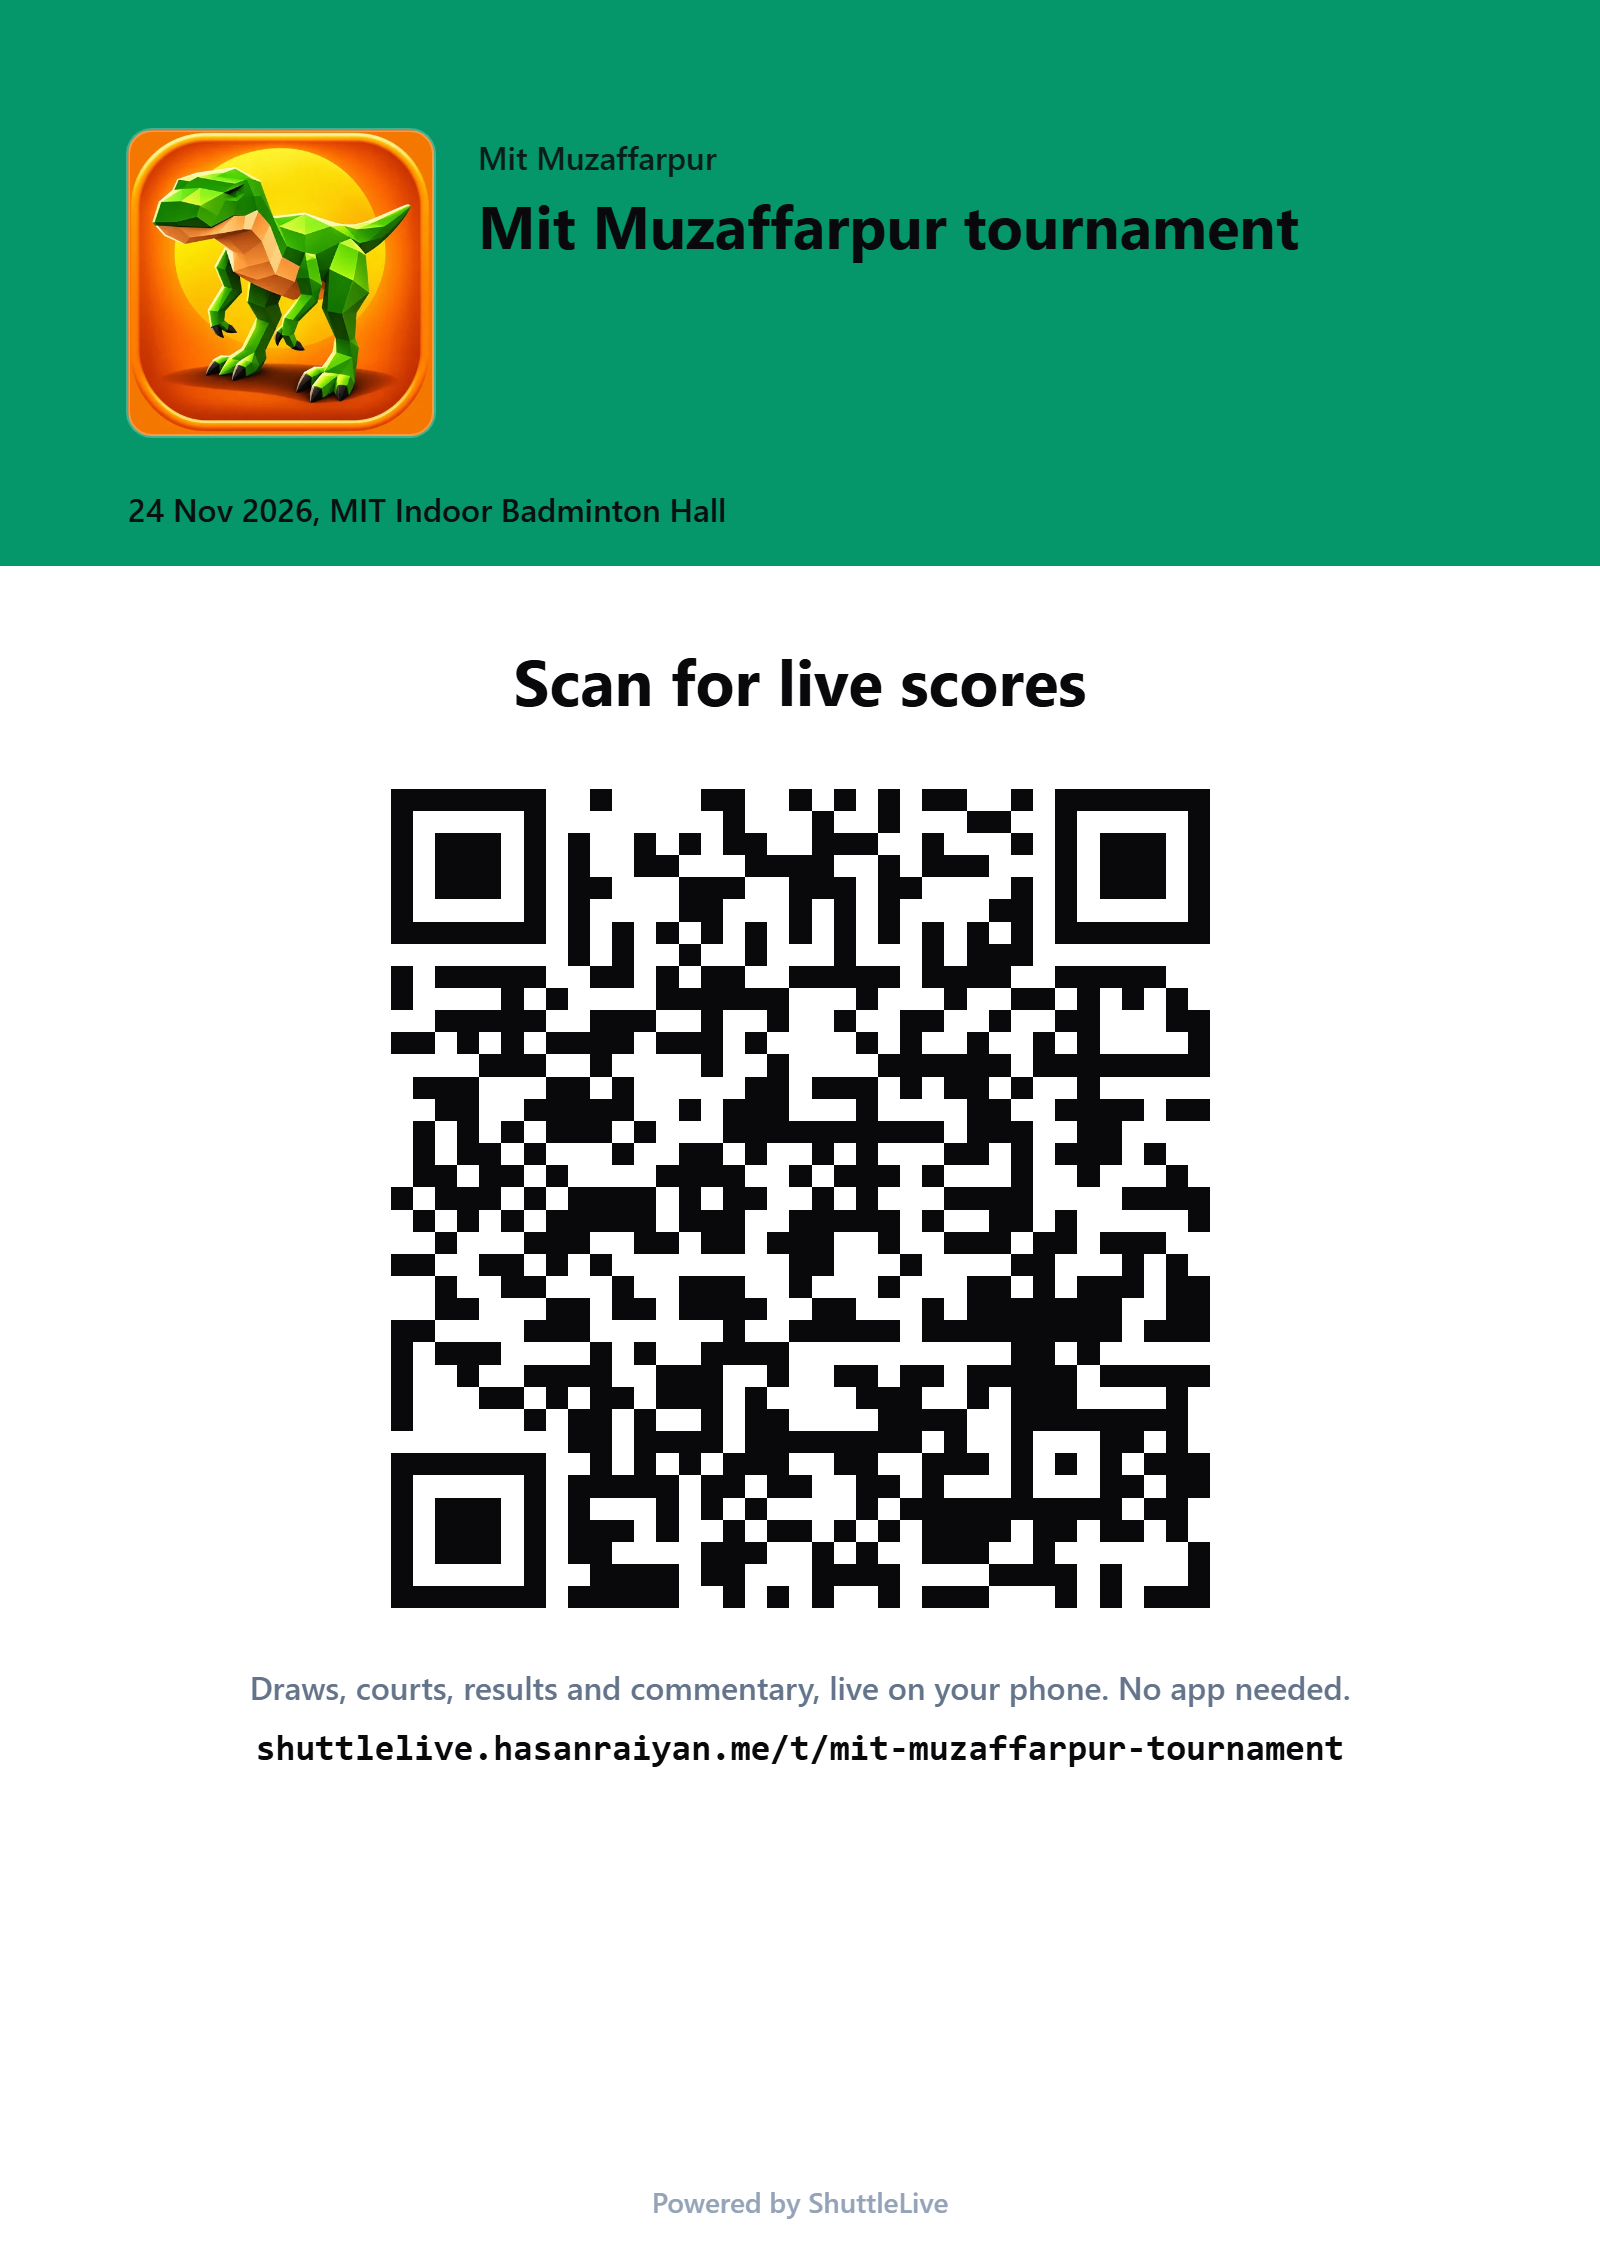 Mit Muzaffarpur
Mit Muzaffarpur tournament
24 Nov 2026, MIT Indoor Badminton Hall
Scan for live scores
Draws, courts, results and commentary, live on your phone. No app needed.
shuttlelive.hasanraiyan.me/t/mit-muzaffarpur-tournament
Powered by ShuttleLive